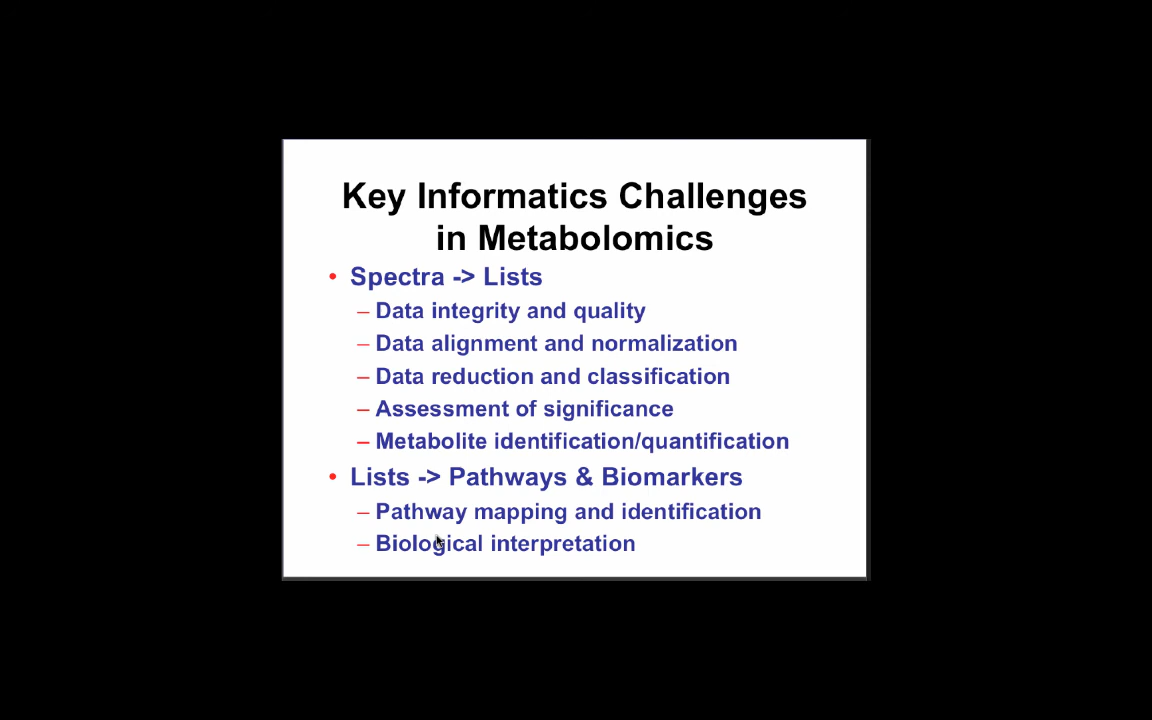 Key Informatics Challenges
in Metabolomics
• Spectra -> Lists
– Data integrity and quality
– Data alignment and normalization
– Data reduction and classification
– Assessment of significance
– Metabolite identification/quantification
• Lists -> Pathways & Biomarkers
– Pathway mapping and identification
– Biological interpretation